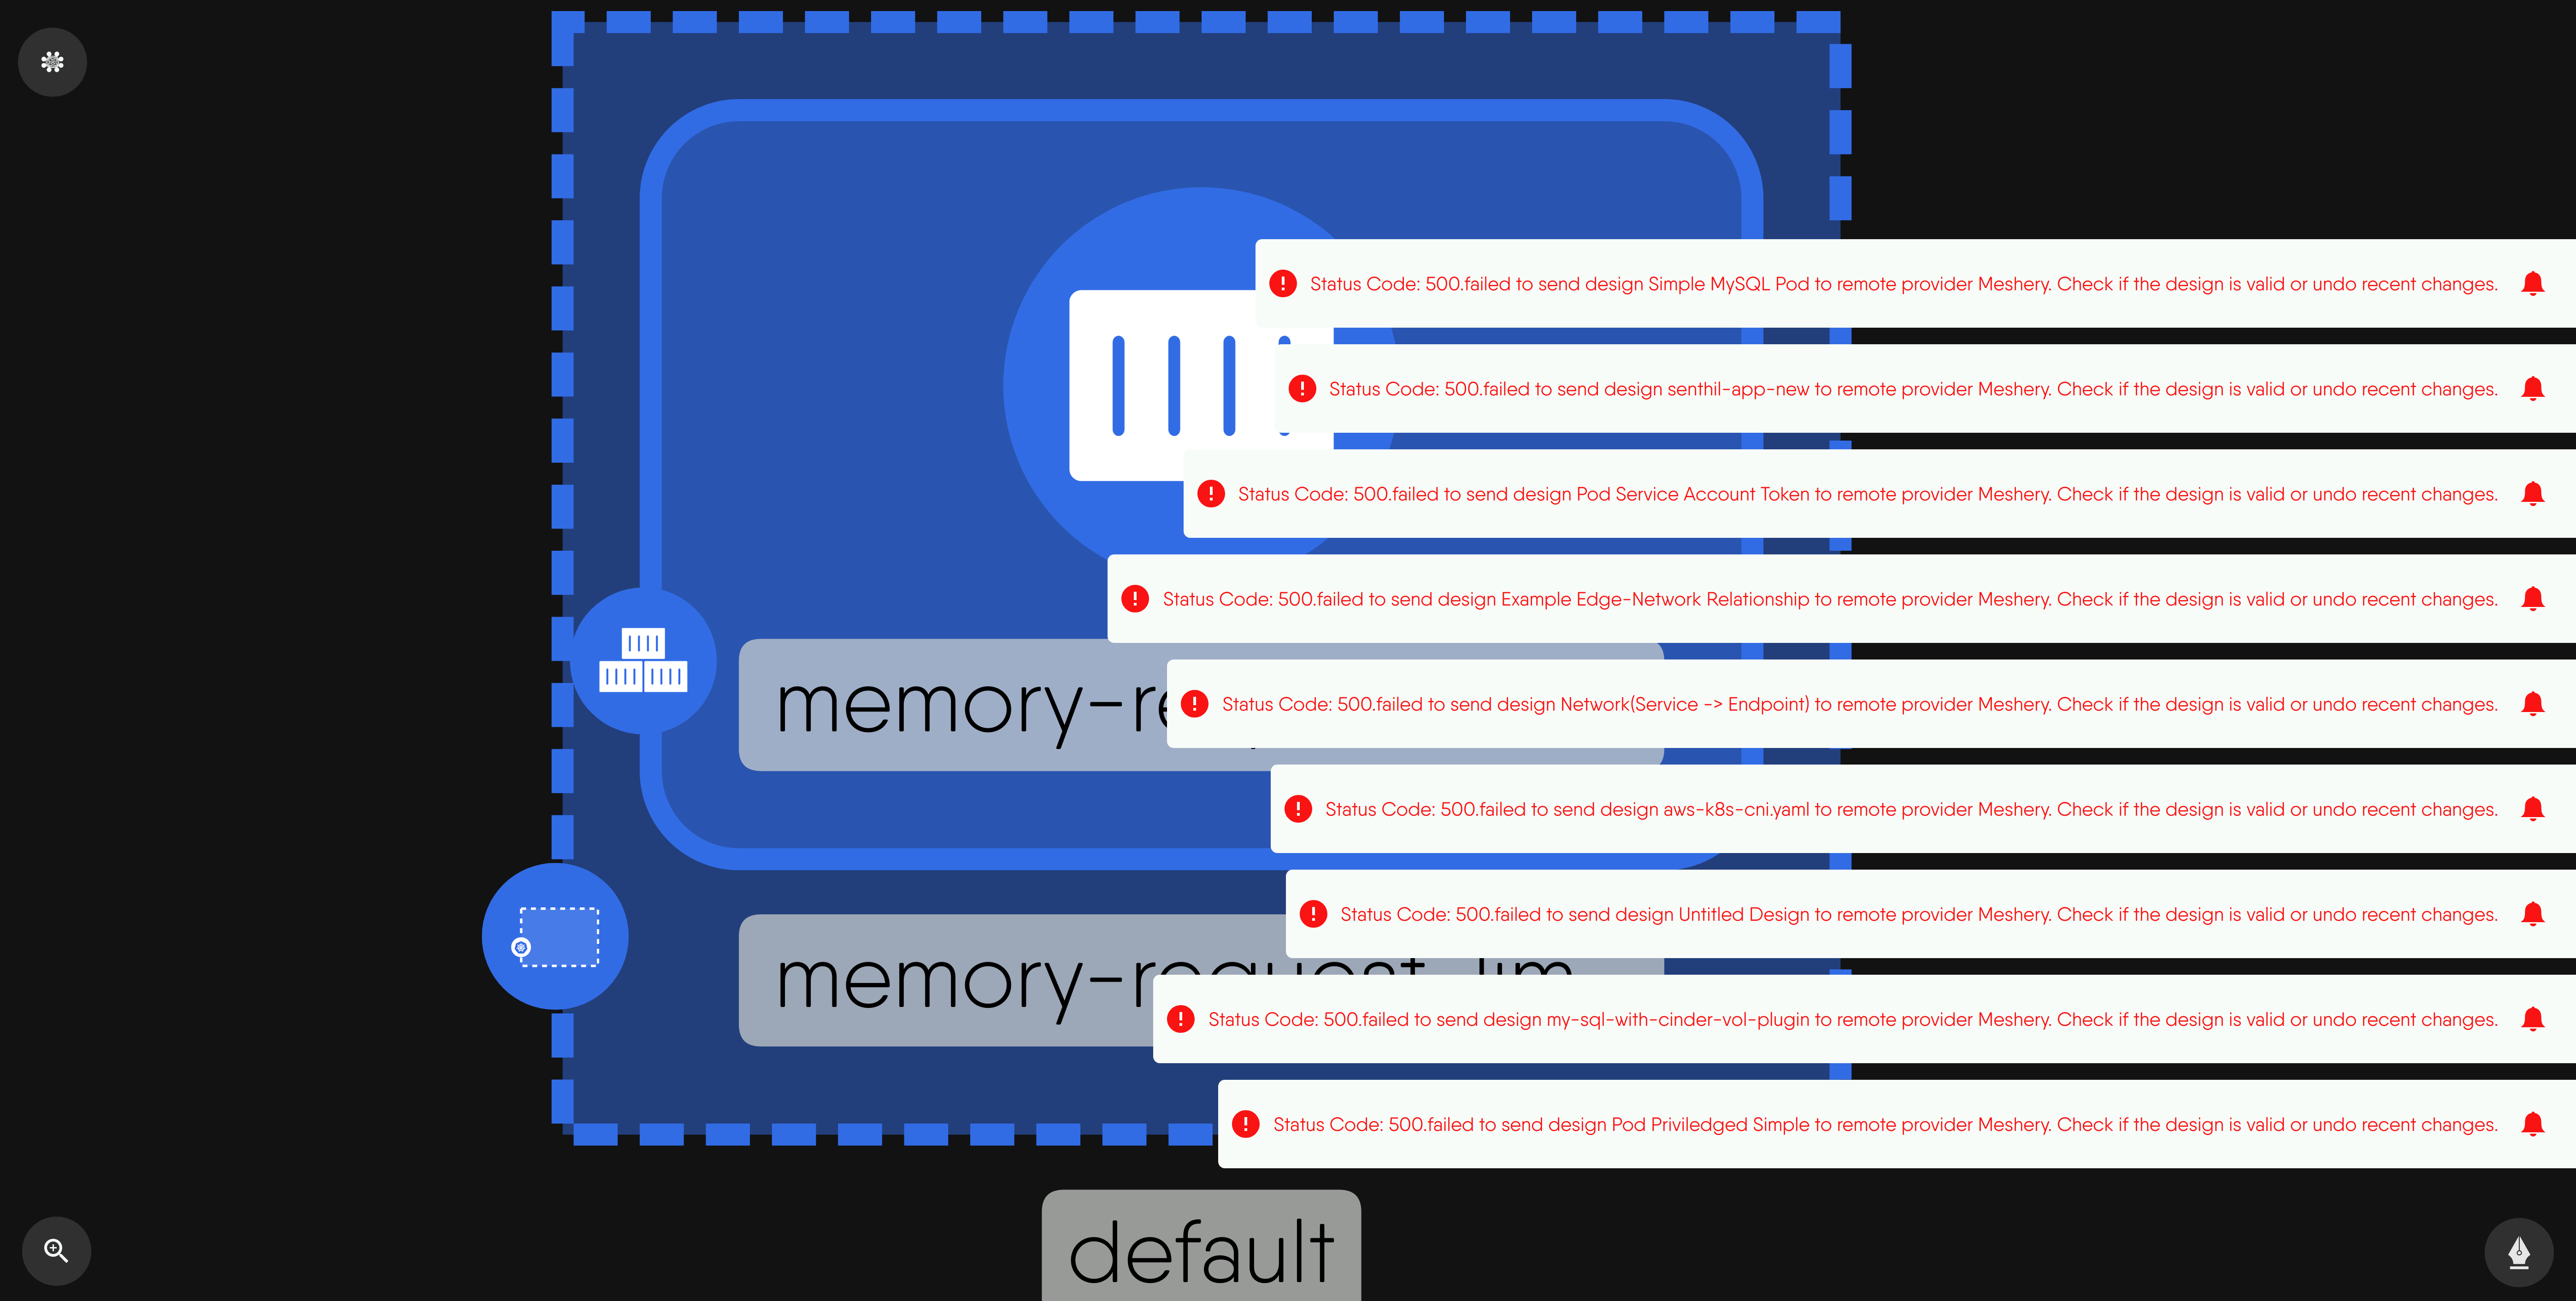 Status Code: 500.failed to send design Simple MySQL Pod to remote provider Meshery. Check if the design is valid or undo recent changes.
Status Code: 500.failed to send design senthil-app-new to remote provider Meshery. Check if the design is valid or undo recent changes.
Status Code: 500.failed to send design Pod Service Account Token to remote provider Meshery. Check if the design is valid or undo recent changes.
Status Code: 500.failed to send design Example Edge-Network Relationship to remote provider Meshery. Check if the design is valid or undo recent changes.
memory-re
Status Code: 500.failed to send design Network(Service -> Endpoint) to remote provider Meshery. Check if the design is valid or undo recent changes.
Status Code: 500.failed to send design aws-k8s-cni.yaml to remote provider Meshery. Check if the design is valid or undo recent changes.
Status Code: 500.failed to send design Untitled Design to remote provider Meshery. Check if the design is valid or undo recent changes.
memory-request-lim
Status Code: 500.failed to send design my-sql-with-cinder-vol-plugin to remote provider Meshery. Check if the design is valid or undo recent changes.
Status Code: 500.failed to send design Pod Priviledged Simple to remote provider Meshery. Check if the design is valid or undo recent changes.
default